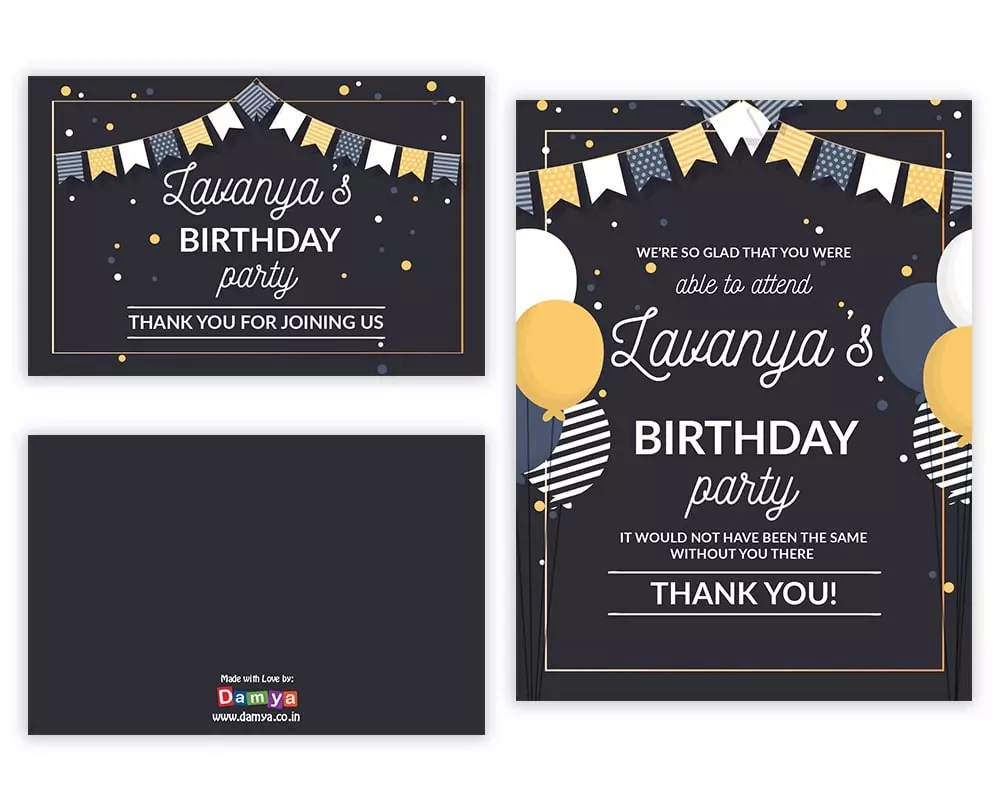 Lavanya's
BIRTHDAY
party
THANK YOU FOR JOINING US
Made with Love by:
Damya
www.damya.co.in
WE'RE SO GLAD THAT YOU WERE
able to attend
Lavanya's
BIRTHDAY
party
IT WOULD NOT HAVE BEEN THE SAME
WITHOUT YOU THERE
THANK YOU!